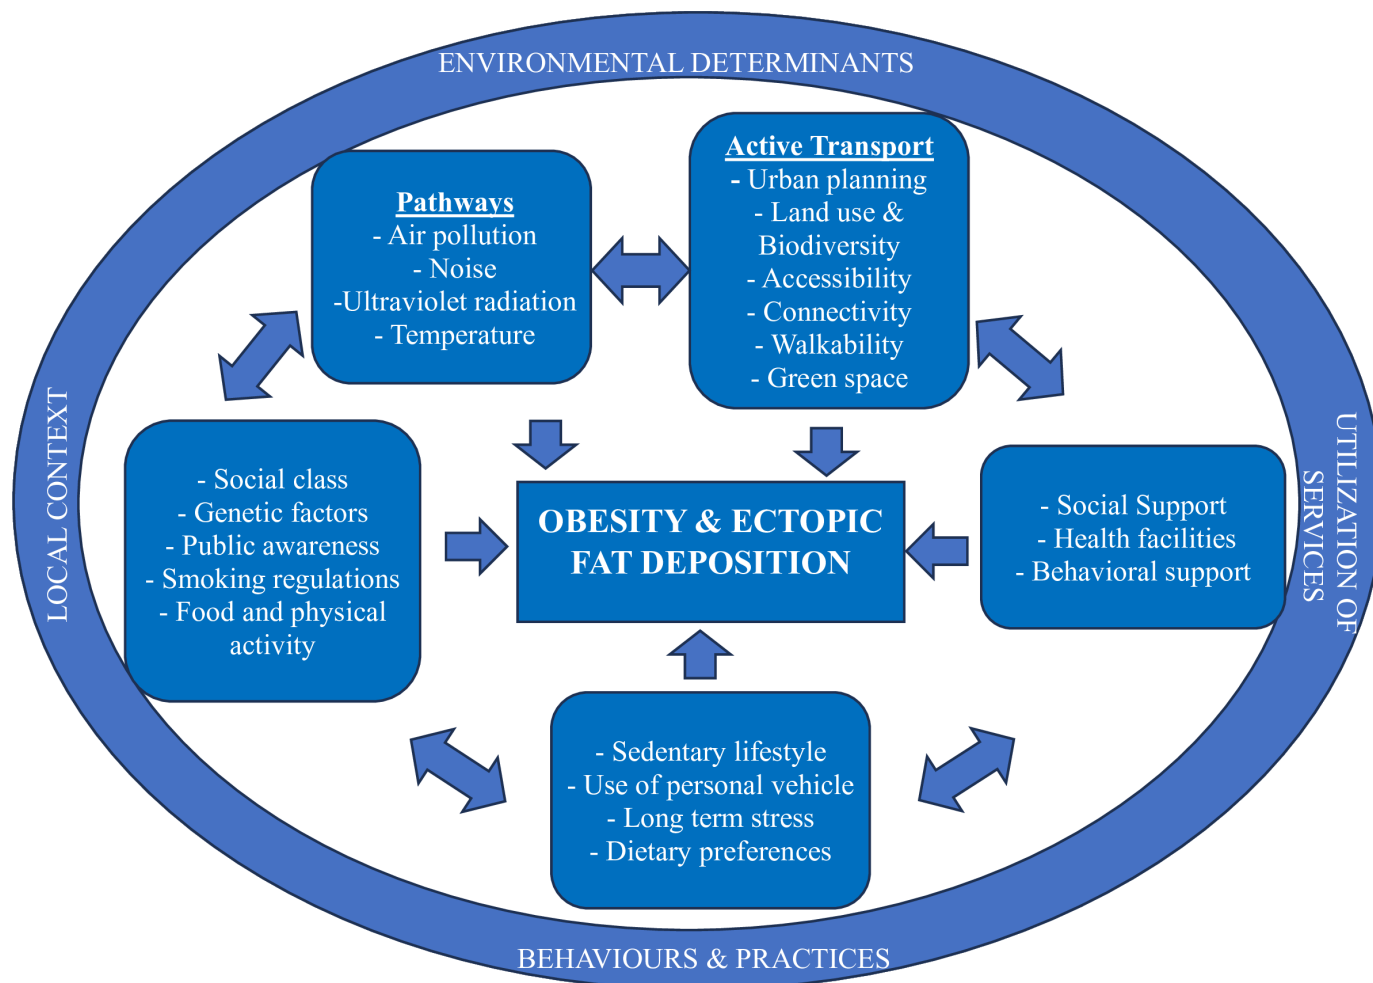 ENVIRONMENTAL DETERMINANTS
Pathways
- Air pollution
- Noise
-Ultraviolet radiation
- Temperature
Active Transport
- Urban planning
- Land use &
Biodiversity
- Accessibility
- Connectivity
- Walkability
- Green space
LOCAL CONTEXT
- Social class
- Genetic factors
- Public awareness
- Smoking regulations
- Food and physical
activity
OBESITY & ECTOPIC
FAT DEPOSITION
- Social Support
- Health facilities
- Behavioral support
UTILIZATION OF
SERVICES
- Sedentary lifestyle
- Use of personal vehicle
- Long term stress
- Dietary preferences
BEHAVIOURS & PRACTICES